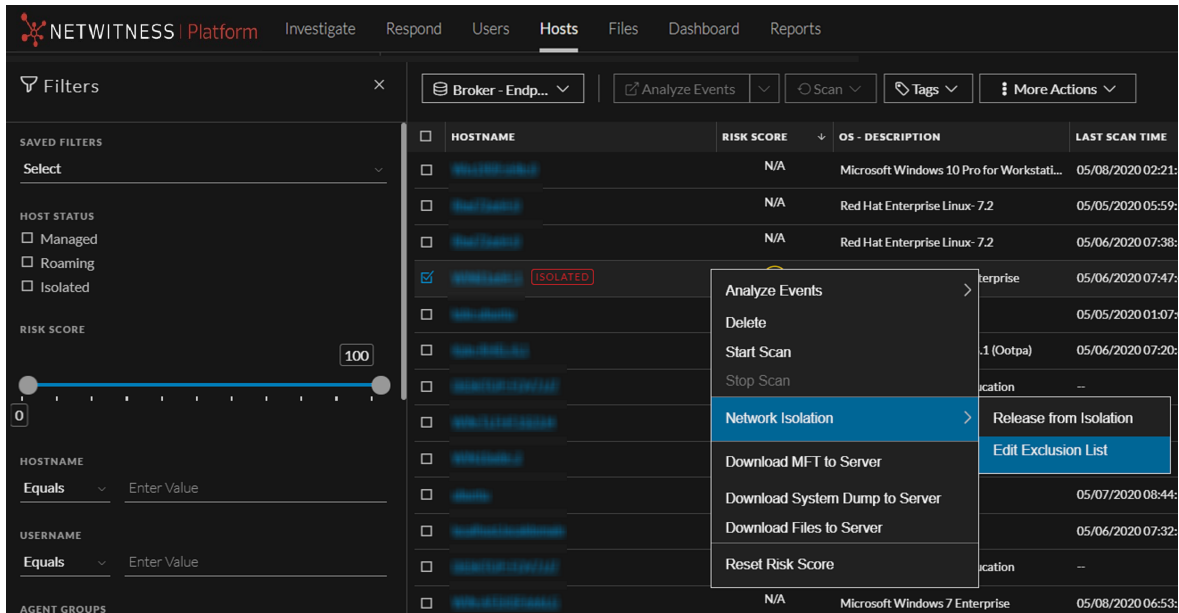 NETWITNESS Platform
Investigate
Respond
Users
Hosts
Files
Dashboard
Reports
Filters
Broker - Endp...
Analyze Events
Scan
Tags
More Actions
SAVED FILTERS
Select
HOST STATUS
Managed
Roaming
Isolated
RISK SCORE
100
0
HOSTNAME
Equals
Enter Value
USERNAME
Equals
Enter Value
AGENT GROUPS
HOSTNAME RISK SCORE OS - DESCRIPTION LAST SCAN TIME
N/A Microsoft Windows 10 Pro for Workstati... 05/08/2020 02:21:
N/A Red Hat Enterprise Linux- 7.2 05/05/2020 05:59:
N/A Red Hat Enterprise Linux- 7.2 05/06/2020 07:38:
ISOLATED terprise 05/06/2020 07:47:
05/05/2020 01:07:
.1 (Ootpa) 05/06/2020 07:20:
ucation --
05/07/2020 08:44:
05/06/2020 07:32:
ucation --
N/A Microsoft Windows 7 Enterprise 05/08/2020 06:53:
Analyze Events
Delete
Start Scan
Stop Scan
Network Isolation
Download MFT to Server
Download System Dump to Server
Download Files to Server
Reset Risk Score
Release from Isolation
Edit Exclusion List